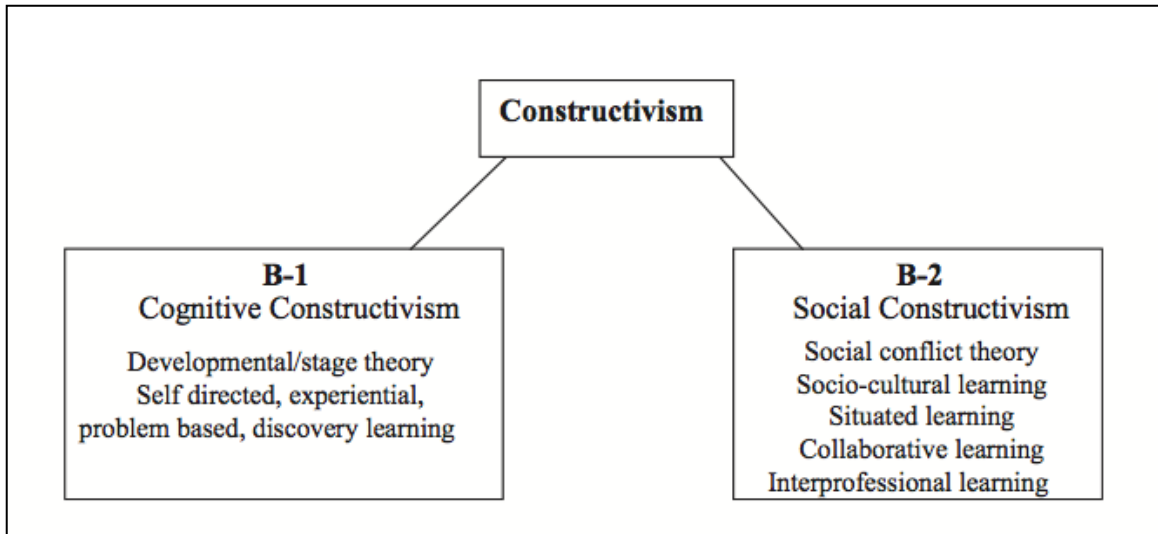 Constructivism
B-1
Cognitive Constructivism
Developmental/stage theory
Self directed, experiential,
problem based, discovery learning
B-2
Social Constructivism
Social conflict theory
Socio-cultural learning
Situated learning
Collaborative learning
Interprofessional learning